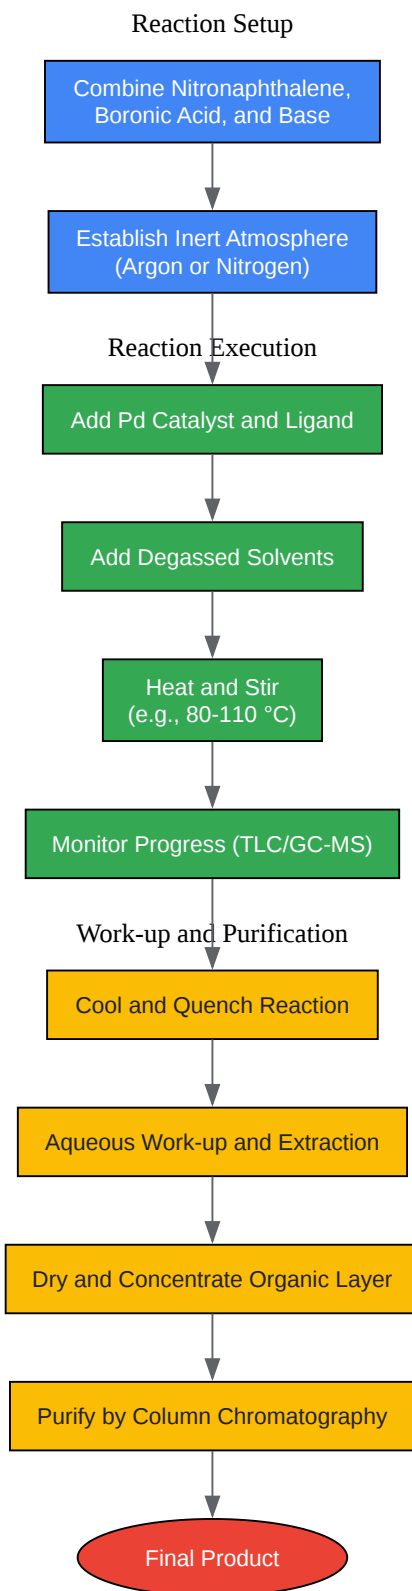 Reaction Setup
Combine Nitronaphthalene,
Boronic Acid, and Base
Establish Inert Atmosphere
(Argon or Nitrogen)
Reaction Execution
Add Pd Catalyst and Ligand
Add Degassed Solvents
Heat and Stir
(e.g., 80-110 °C)
Monitor Progress (TLC/GC-MS)
Work-up and Purification
Cool and Quench Reaction
Aqueous Work-up and Extraction
Dry and Concentrate Organic Layer
Purify by Column Chromatography
Final Product